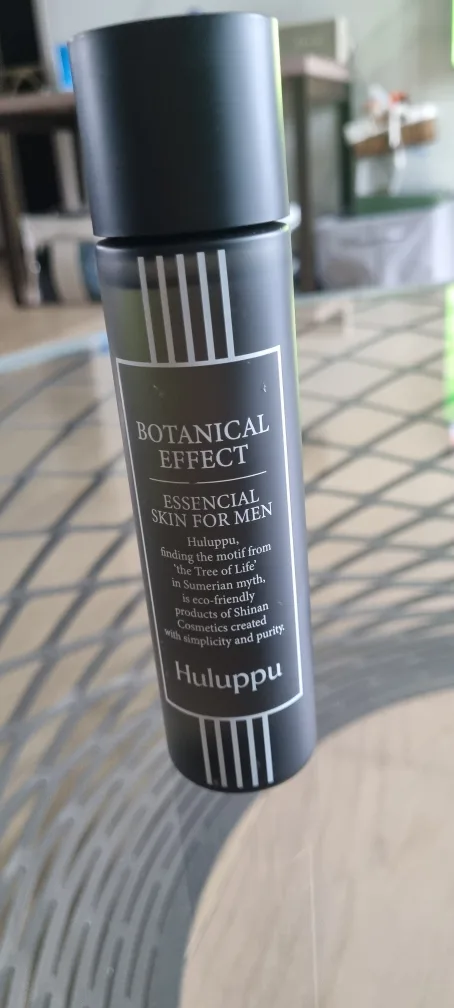 BOTANICAL
EFFECT
ESSENCIAL
SKIN FOR MEN
Huluppu,
finding the motif from
'the Tree of Life'
in Sumerian myth,
is eco-friendly
products of Shinan
Cosmetics created
with simplicity and purity.
Huluppu